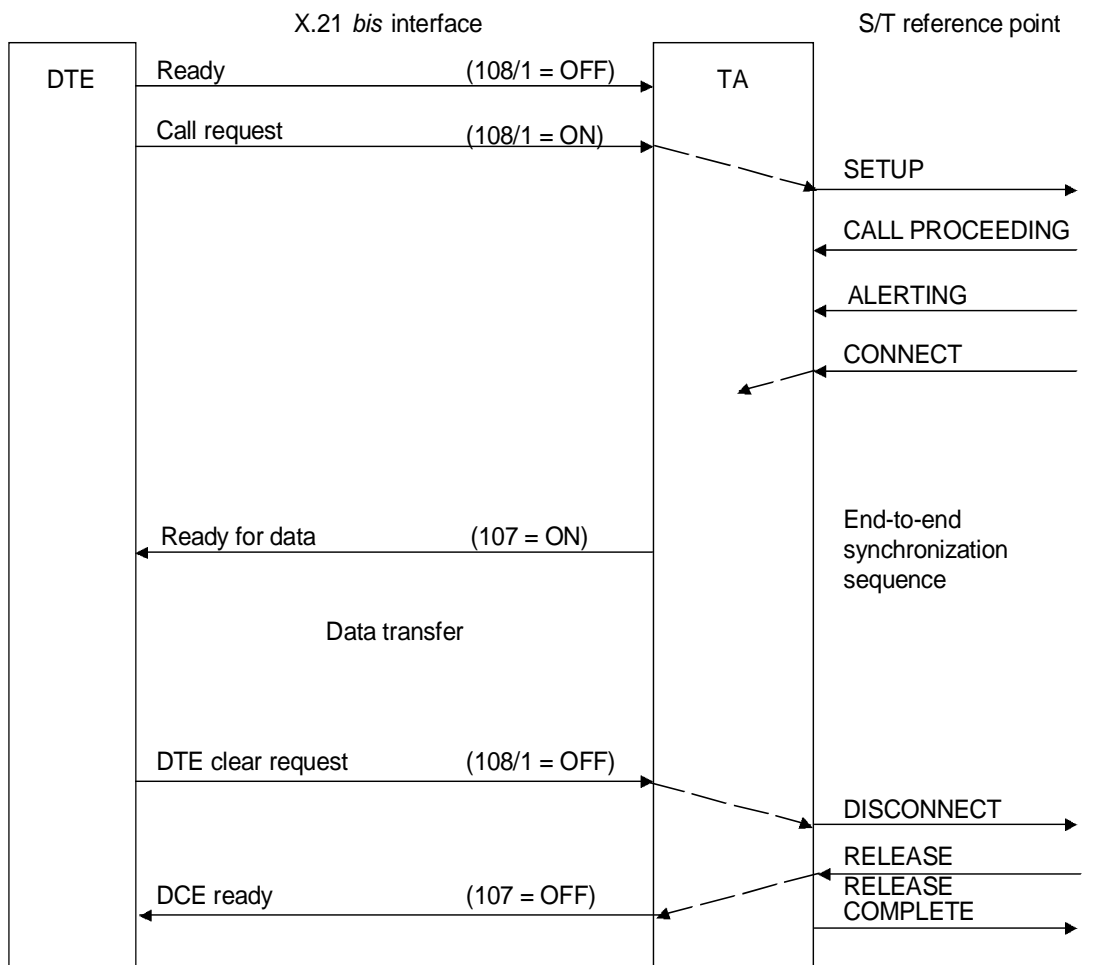 X.21 bis interface
S/T reference point
DTE
Ready (108/1 = OFF)
TA
Call request (108/1 = ON)
SETUP
CALL PROCEEDING
ALERTING
CONNECT
End-to-end
synchronization
sequence
Ready for data (107 = ON)
Data transfer
DTE clear request (108/1 = OFF)
DISCONNECT
RELEASE
DCE ready (107 = OFF)
RELEASE
COMPLETE